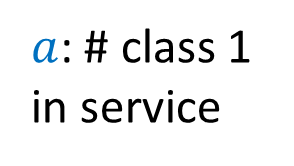 a: # class 1
in service